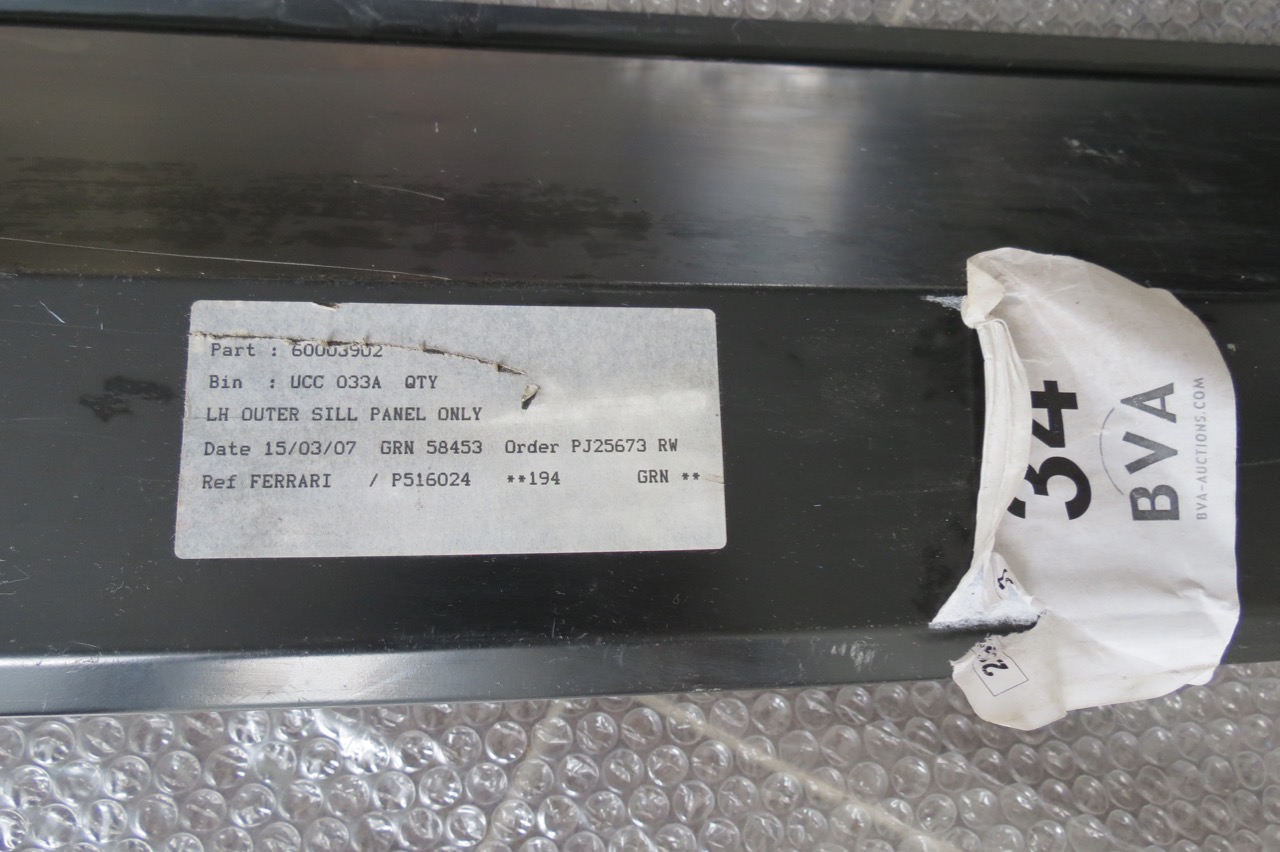 Part : 60003902
Bin : UCC 033A QTY
LH OUTER SILL PANEL ONLY
Date 15/03/07 GRN 58453 Order PJ25673 RW
Ref FERRARI / P516024 **194 GRN **
34
BVA
BVA-AUCTIONS.COM